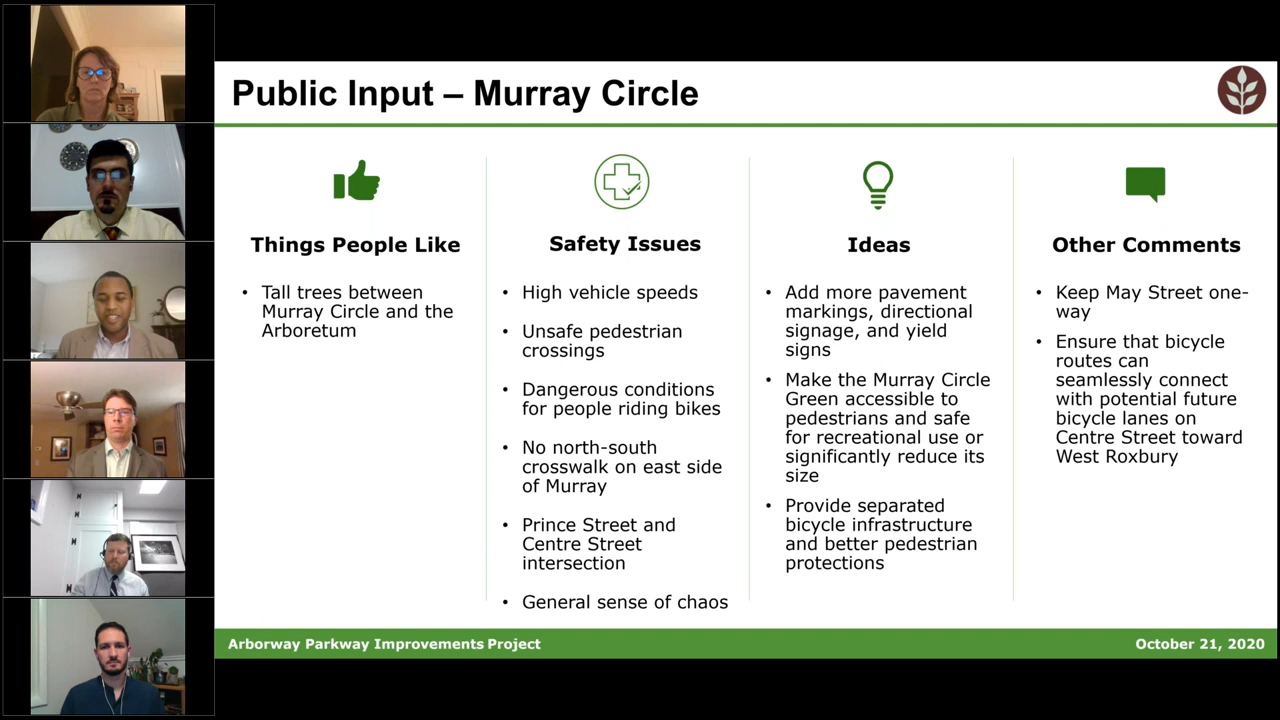 Public Input – Murray Circle
Things People Like
• Tall trees between
Murray Circle and the
Arboretum
Safety Issues
• High vehicle speeds
• Unsafe pedestrian
crossings
• Dangerous conditions
for people riding bikes
• No north-south
crosswalk on east side
of Murray
• Prince Street and
Centre Street
intersection
• General sense of chaos
Ideas
• Add more pavement
markings, directional
signage, and yield
signs
• Make the Murray Circle
Green accessible to
pedestrians and safe
for recreational use or
significantly reduce its
size
• Provide separated
bicycle infrastructure
and better pedestrian
protections
Other Comments
• Keep May Street one-
way
• Ensure that bicycle
routes can
seamlessly connect
with potential future
bicycle lanes on
Centre Street toward
West Roxbury
Arborway Parkway Improvements Project
October 21, 2020